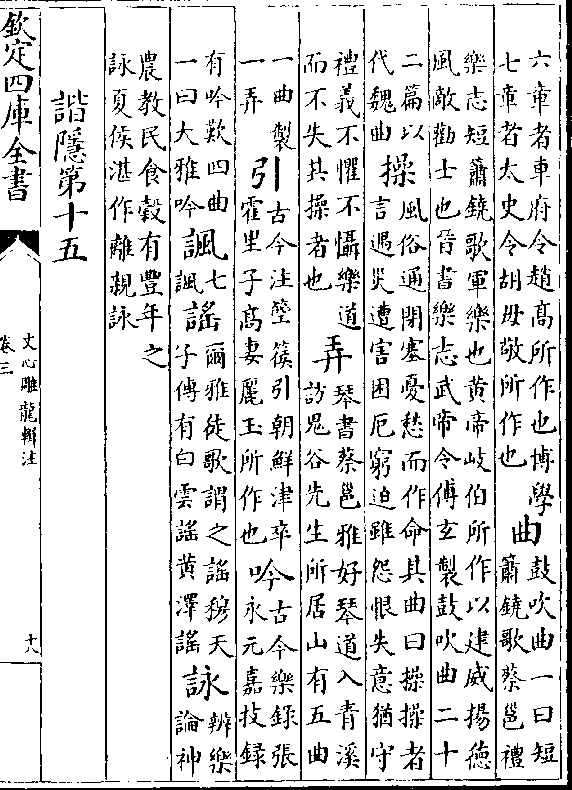 六章者車府令趙高所作也博學
七章者太史令胡毋敬所作也
曲
鼓吹曲一曰短
簫鐃歌蔡邕禮
樂志短簫鐃歌軍樂也黃帝岐伯所作以建威揚德
風敵勸士也晉書樂志武帝令傅玄製鼓吹曲二十
二篇以
代魏曲
操
風俗通閉塞憂愁而作命其曲曰操操者
言遇災遭害困厄窮迫雖怨恨失意猶守
禮義不懼不懾樂道
而不失其操者也
弄
琴書蔡邕雅好琴道入青溪
訪鬼谷先生所居山有五曲
一曲製
一弄
引
古今注箜篌引朝鮮津卒
霍里子高妻麗玉所作也
吟
古今樂錄張
永元嘉技錄
有吟歎四曲
一曰大雅吟
諷
七
諷
謠
爾雅徒歌謂之謠穆天
子傳有白雲謠黃澤謠
詠
辨樂
論神
農教民食穀有豐年之
詠夏侯湛作離親詠
諧隱第十五
欽定四庫全書
文心雕龍輯注
卷三
十八